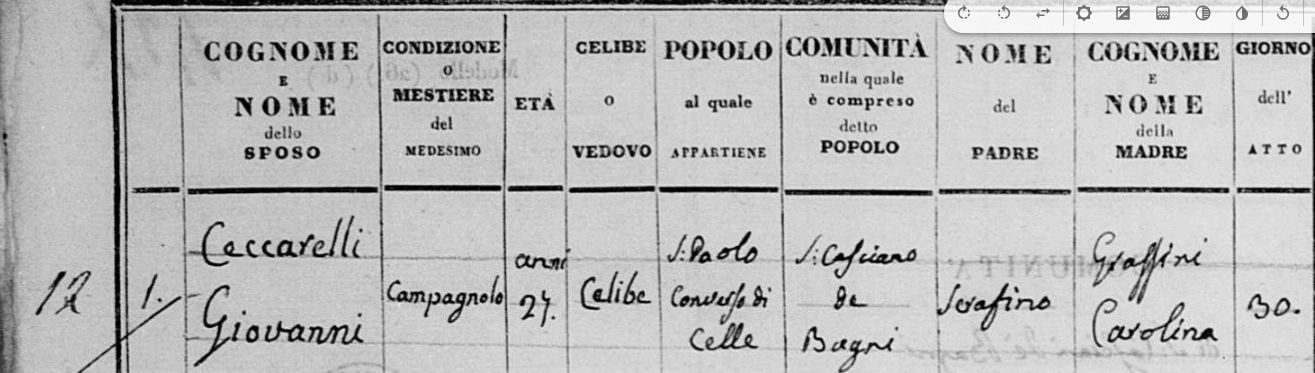 COGNOME
E
NOME
dello
SPOSO
CONDIZIONE
O
MESTIERE
del
MEDESIMO
ETÀ
CELIBE
O
VEDOVO
POPOLO
al quale
APPARTIENE
COMUNITÀ
nella quale
è compreso
detto
POPOLO
NOME
del
PADRE
COGNOME
E
NOME
della
MADRE
GIORNO
dell'
ATTO
12
1.
Ceccarelli
Giovanni
Campagnolo
anni
27.
Celibe
S: Paolo
Converso di
Celle
S: Casciano
de
Bagni
Serafino
Graffini
Carolina
30.